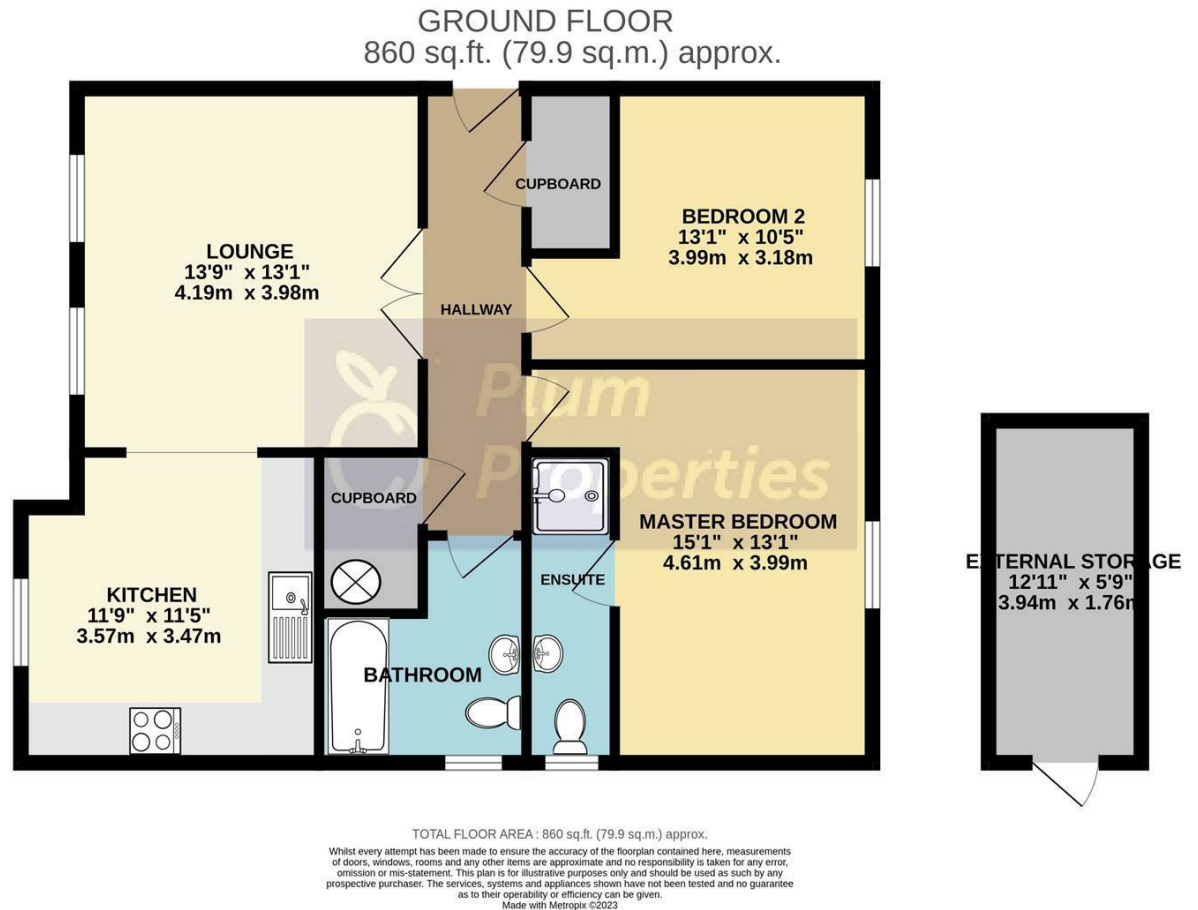 GROUND FLOOR
860 sq.ft. (79.9 sq.m.) approx.
CUPBOARD
BEDROOM 2
13'1" x 10'5"
3.99m x 3.18m
LOUNGE
13'9" x 13'1"
4.19m x 3.98m
HALLWAY
Plum
Properties
CUPBOARD
MASTER BEDROOM
15'1" x 13'1"
4.61m x 3.99m
EXTERNAL STORAGE
12'11" x 5'9"
3.94m x 1.76m
ENSUITE
KITCHEN
11'9" x 11'5"
3.57m x 3.47m
BATHROOM
TOTAL FLOOR AREA : 860 sq.ft. (79.9 sq.m.) approx.
Whilst every attempt has been made to ensure the accuracy of the floorplan contained here, measurements
of doors, windows, rooms and any other items are approximate and no responsibility is taken for any error,
omission or mis-statement. This plan is for illustrative purposes only and should be used as such by any
prospective purchaser. The services, systems and appliances shown have not been tested and no guarantee
as to their operability or efficiency can be given.
Made with Metropix ©2023